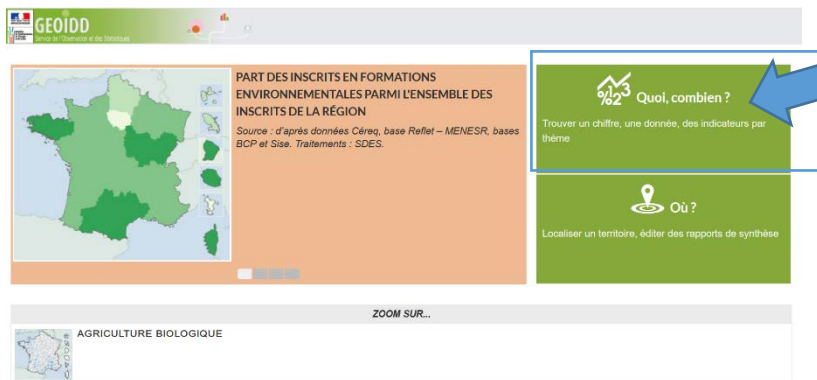 GEOÏDD
Service de l'Observation et des Statistiques
PART DES INSCRITS EN FORMATIONS
ENVIRONNEMENTALES PARMI L'ENSEMBLE DES
INSCRITS DE LA RÉGION
Source : d'après données Céreq, base Reflet – MENESR, bases
BCP et Sise. Traitements : SDES.
Quoi, combien ?
Trouver un chiffre, une donnée, des indicateurs par
thème
Où ?
Localiser un territoire, éditer des rapports de synthèse
ZOOM SUR...
AGRICULTURE BIOLOGIQUE